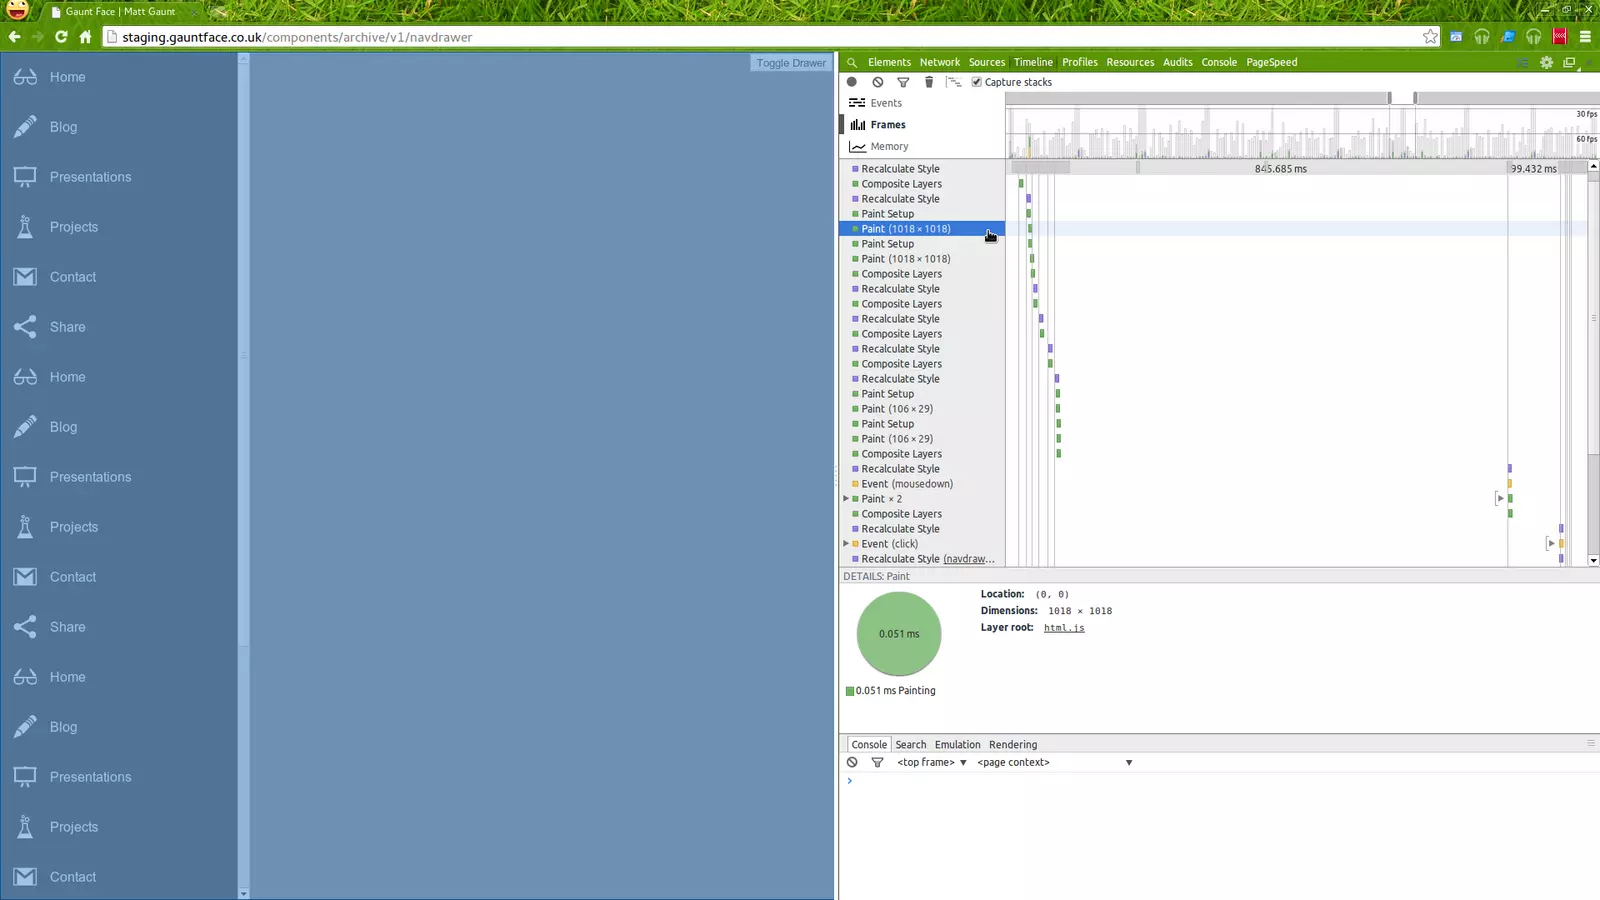 Gaunt Face | Matt Gaunt
staging.gauntface.co.uk/components/archive/v1/navdrawer
Home
Blog
Presentations
Projects
Contact
Share
Home
Blog
Presentations
Projects
Contact
Share
Home
Blog
Presentations
Projects
Contact
Toggle Drawer
Elements Network Sources Timeline Profiles Resources Audits Console PageSpeed
Capture stacks
Events
Frames
Memory
30 fps
60 fps
845.685 ms
99.432 ms
Recalculate Style
Composite Layers
Recalculate Style
Paint Setup
Paint (1018 × 1018)
Paint Setup
Paint (1018 × 1018)
Composite Layers
Recalculate Style
Composite Layers
Recalculate Style
Composite Layers
Recalculate Style
Composite Layers
Recalculate Style
Paint Setup
Paint (106 × 29)
Paint Setup
Paint (106 × 29)
Composite Layers
Recalculate Style
Event (mousedown)
Paint × 2
Composite Layers
Recalculate Style
Event (click)
Recalculate Style (navdraw...
DETAILS: Paint
0.051 ms
0.051 ms Painting
Location: (0, 0)
Dimensions: 1018 × 1018
Layer root: html.js
Console Search Emulation Rendering
<top frame> <page context>